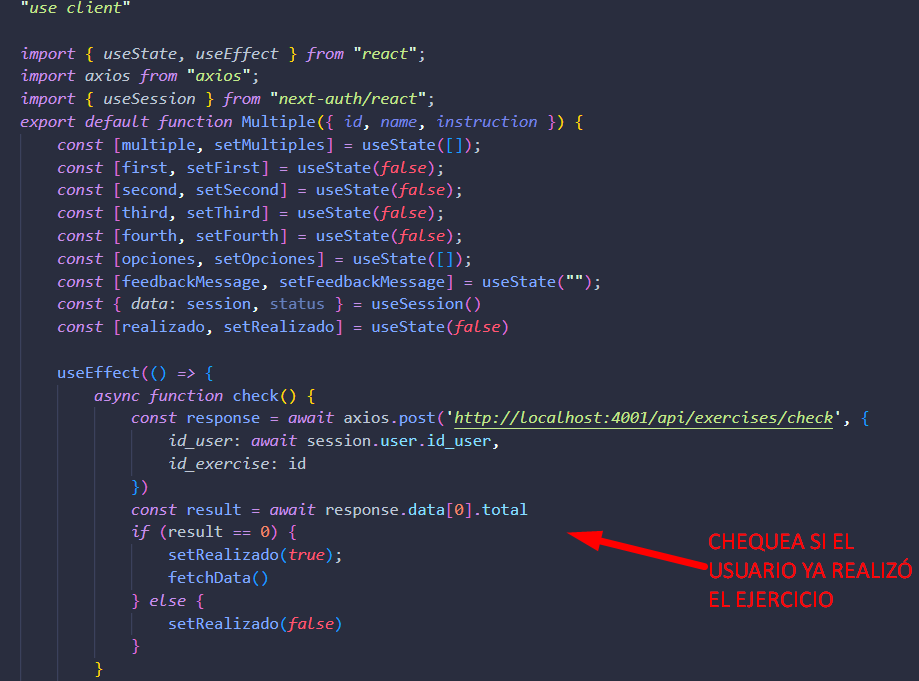 "use client"
import { useState, useEffect } from "react";
import axios from "axios";
import { useSession } from "next-auth/react";
export default function Multiple({ id, name, instruction }) {
const [multiple, setMultiples] = useState([]);
const [first, setFirst] = useState(false);
const [second, setSecond] = useState(false);
const [third, setThird] = useState(false);
const [fourth, setFourth] = useState(false);
const [opciones, setOpciones] = useState([]);
const [feedbackMessage, setFeedbackMessage] = useState("");
const { data: session, status } = useSession()
const [realizado, setRealizado] = useState(false)
useEffect(() => {
async function check() {
const response = await axios.post('http://localhost:4001/api/exercises/check', {
id_user: await session.user.id_user,
id_exercise: id
})
const result = await response.data[0].total
if (result == 0) {
setRealizado(true);
fetchData()
} else {
setRealizado(false)
}
}
CHEQUEA SI EL
USUARIO YA REALIZÓ
EL EJERCICIO